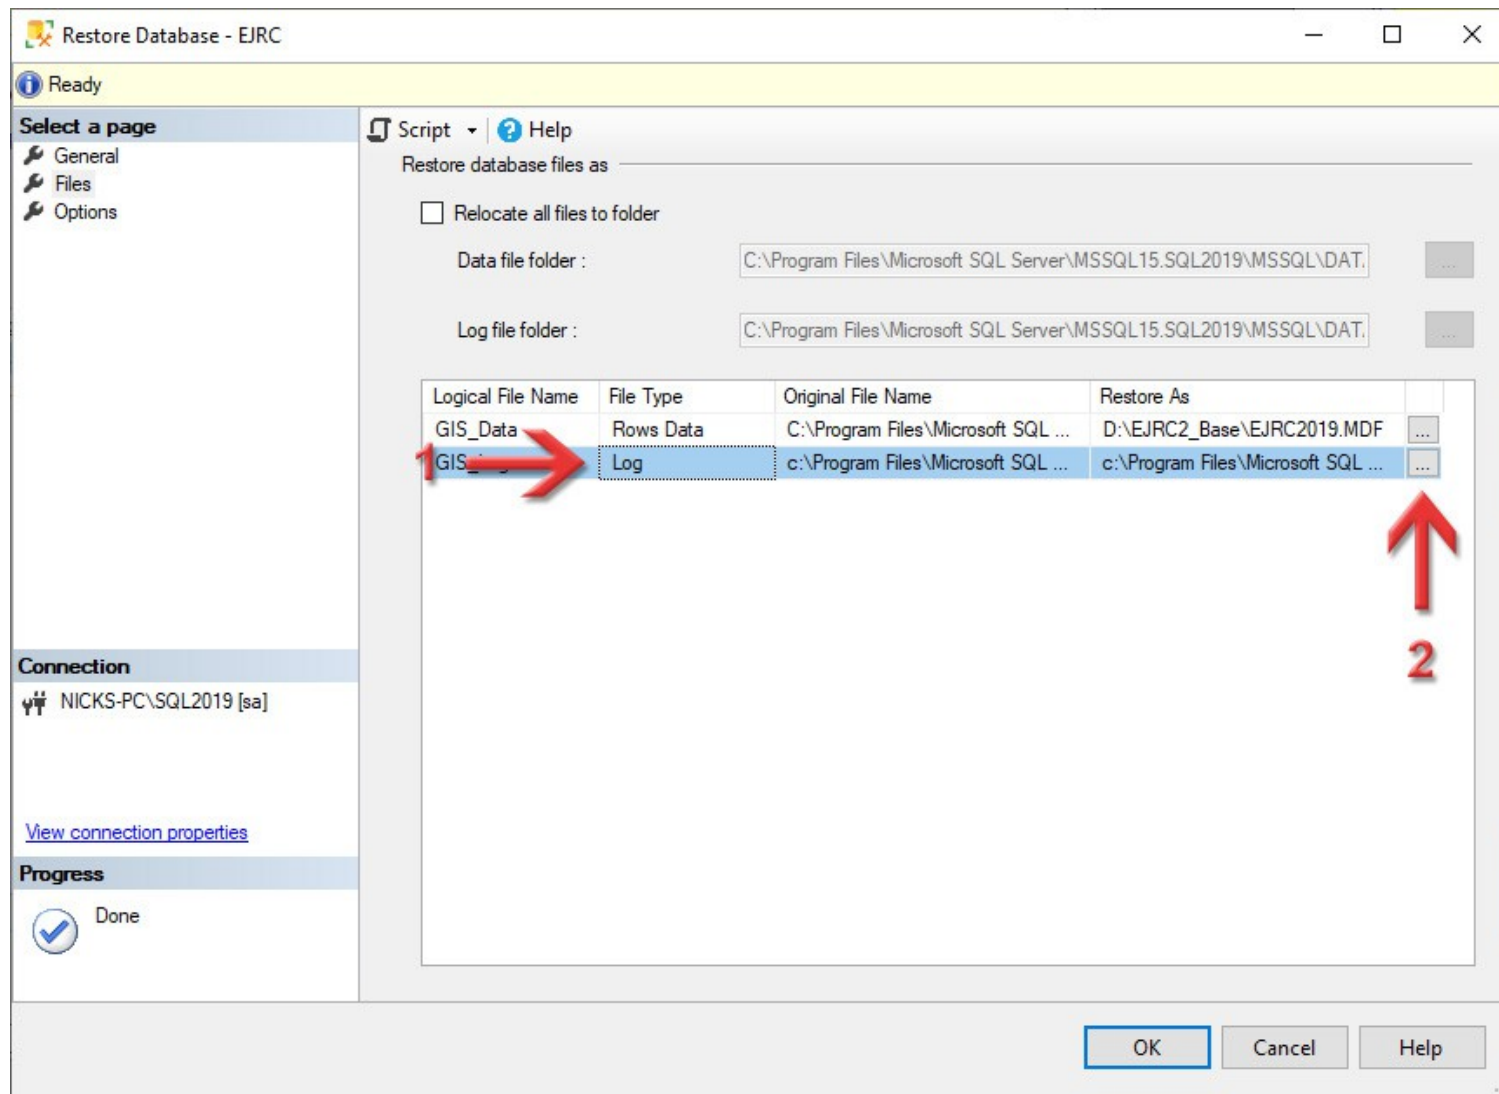 Restore Database - EJRC
Ready
Select a page
General
Files
Options
Script
Help
Restore database files as
Relocate all files to folder
Data file folder :
C:\Program Files\Microsoft SQL Server\MSSQL15.SQL2019\MSSQL\DAT.
...
Log file folder :
C:\Program Files\Microsoft SQL Server\MSSQL15.SQL2019\MSSQL\DAT.
...
Logical File Name File Type Original File Name Restore As
GIS_Data Rows Data C:\Program Files\Microsoft SQL ... D:\EJRC2_Base\EJRC2019.MDF ...
1 Log c:\Program Files\Microsoft SQL ... c:\Program Files\Microsoft SQL ... ...
2
Connection
NICKS-PC\SQL2019 [sa]
View connection properties
Progress
Done
OK Cancel Help